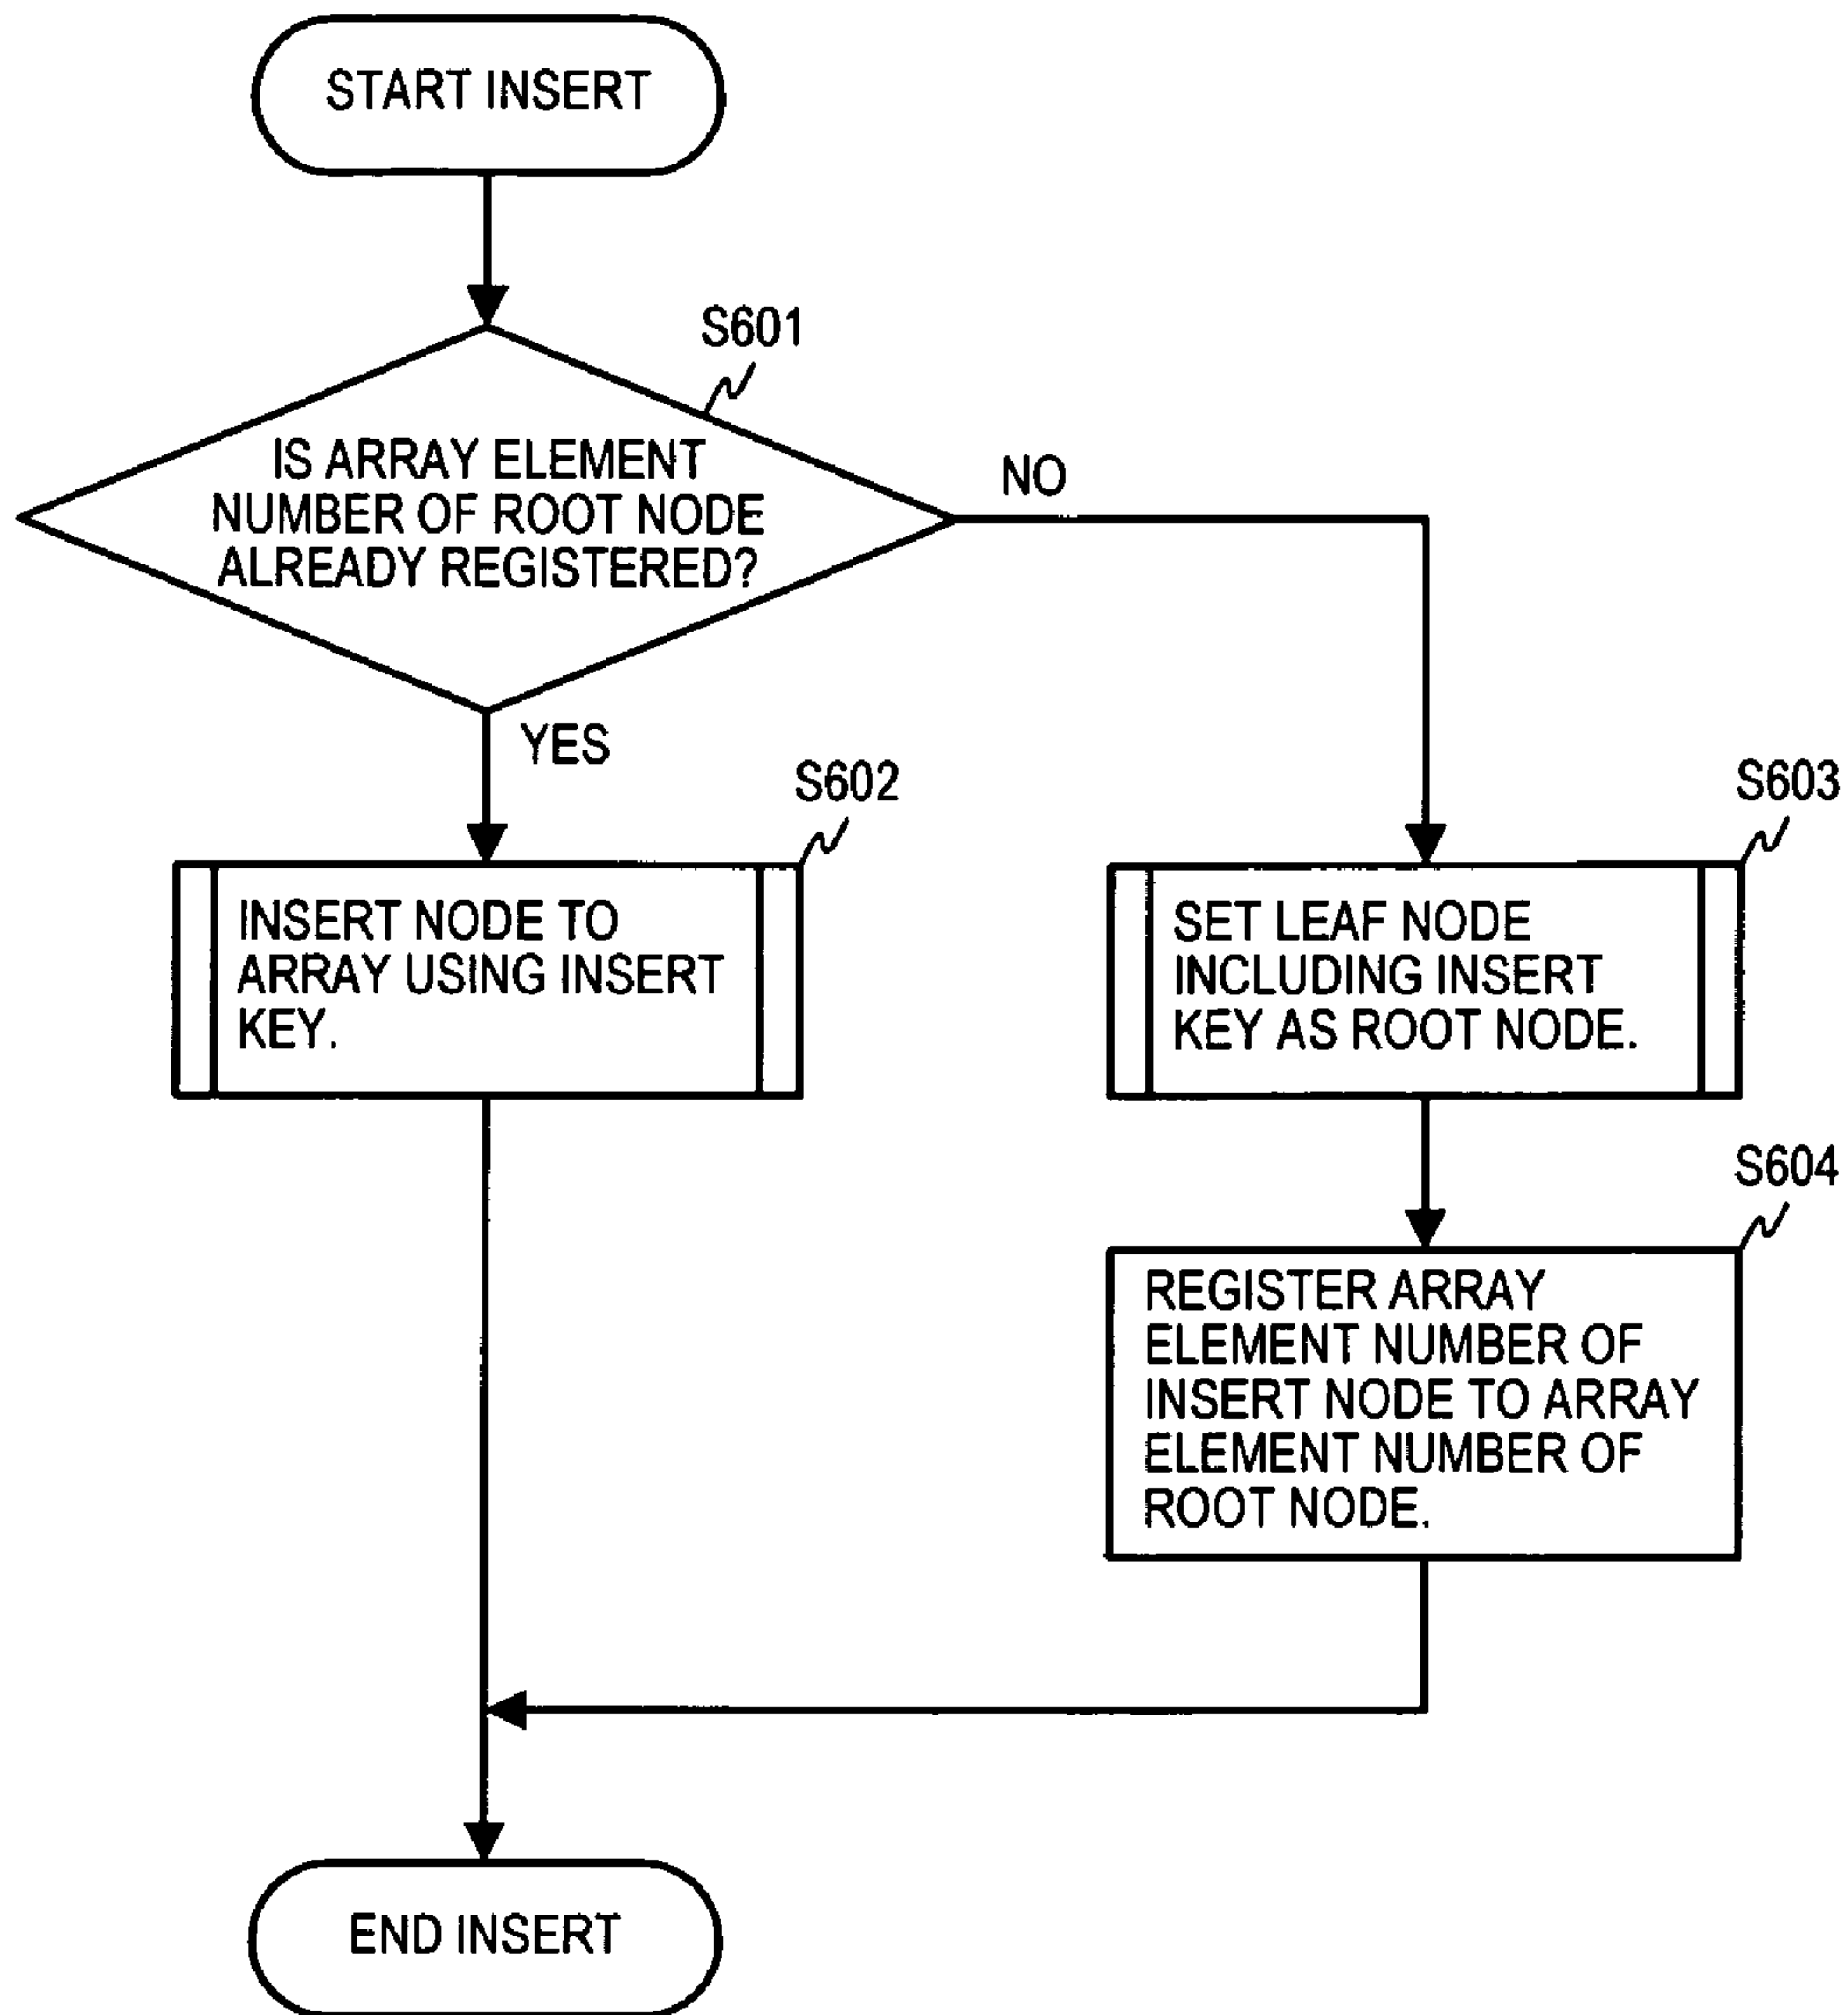 START INSERT
S601
IS ARRAY ELEMENT
NUMBER OF ROOT NODE
ALREADY REGISTERED?
NO
YES
S602
INSERT NODE TO
ARRAY USING INSERT
KEY.
S603
SET LEAF NODE
INCLUDING INSERT
KEY AS ROOT NODE.
S604
REGISTER ARRAY
ELEMENT NUMBER OF
INSERT NODE TO ARRAY
ELEMENT NUMBER OF
ROOT NODE.
END INSERT